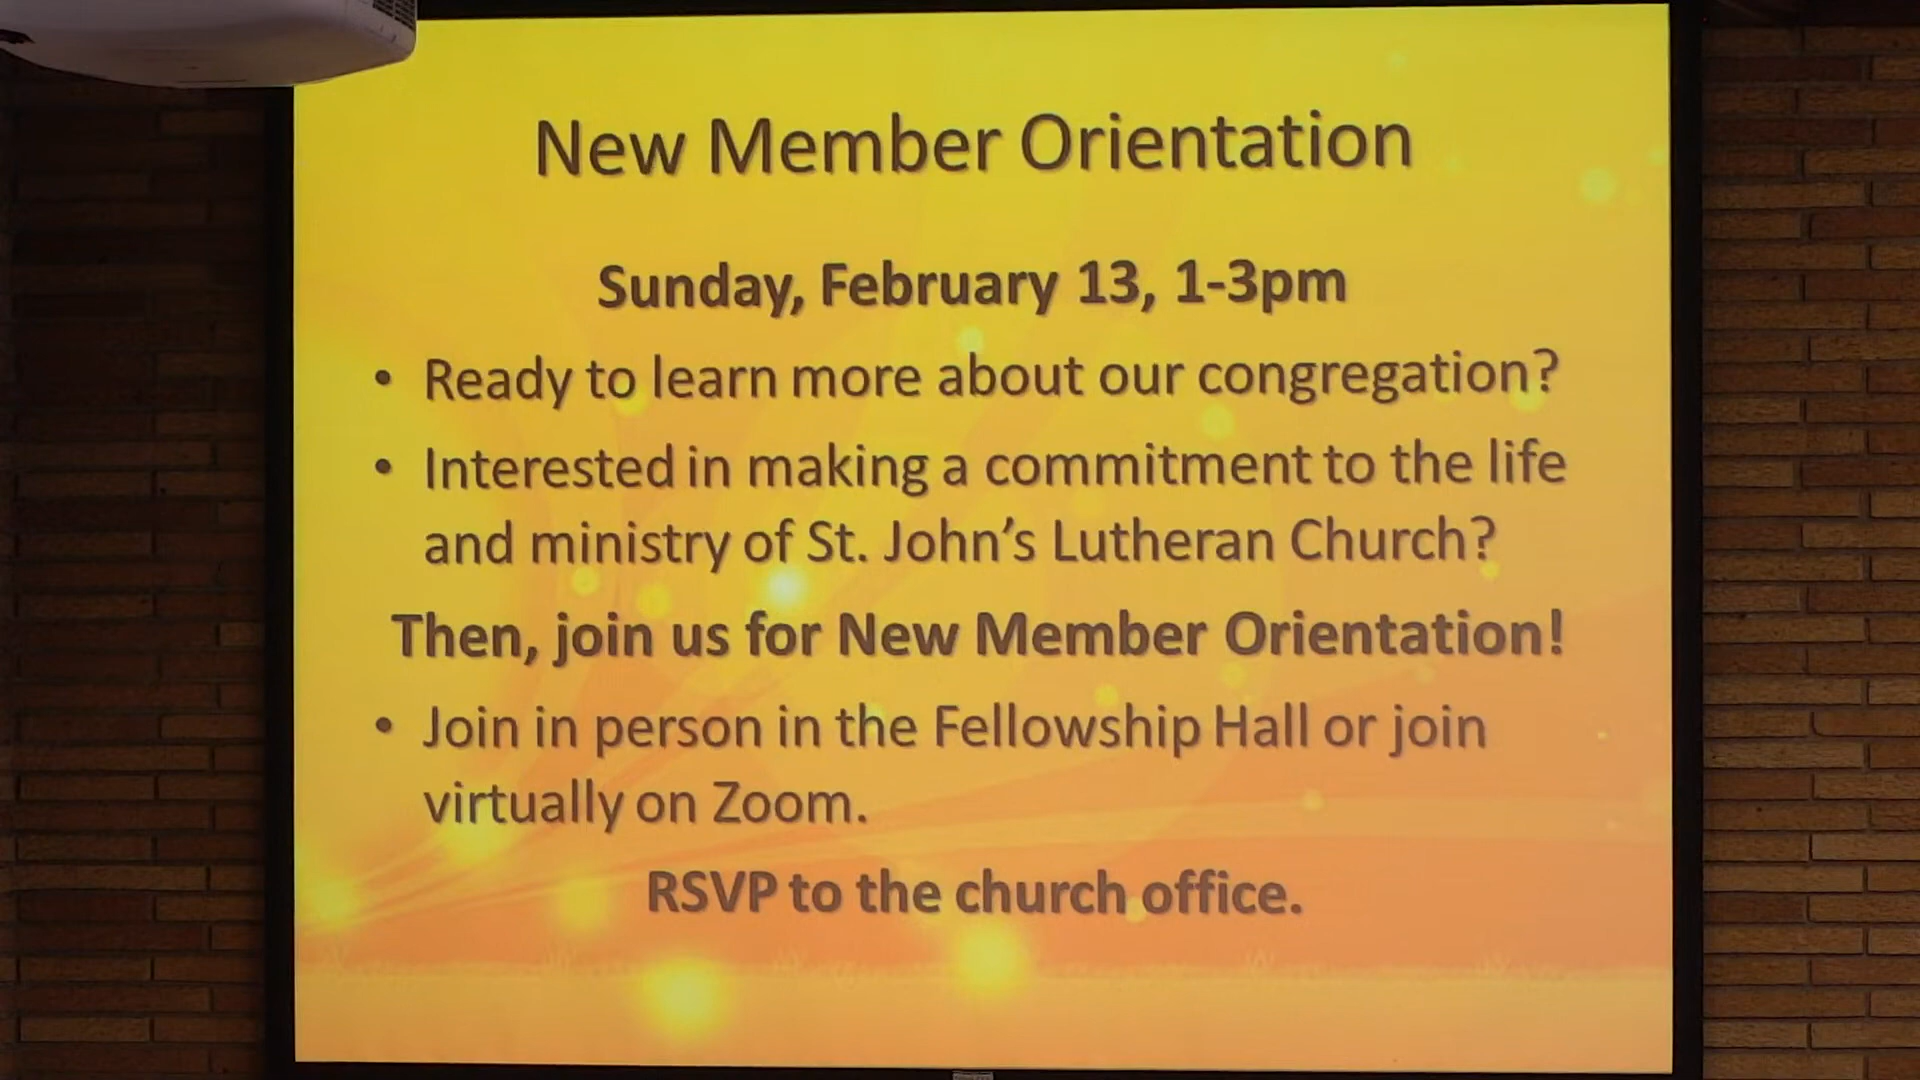 New Member Orientation
Sunday, February 13, 1-3pm
• Ready to learn more about our congregation?
• Interested in making a commitment to the life
and ministry of St. John’s Lutheran Church?
Then, join us for New Member Orientation!
• Join in person in the Fellowship Hall or join
virtually on Zoom.
RSVP to the church office.